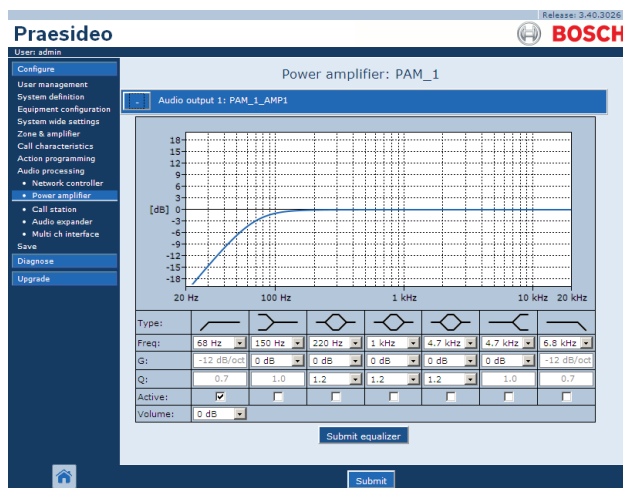 Release: 3.40.3026
Praesideo
BOSCH
User: admin
Configure
User management
System definition
Equipment configuration
System wide settings
Zone & amplifier
Call characteristics
Action programming
Audio processing
• Network controller
• Power amplifier
• Call station
• Audio expander
• Multi ch interface
Save
Diagnose
Upgrade
Power amplifier: PAM_1
- Audio output 1: PAM_1_AMP1
18
15
12
9
6
3
[dB] 0
-3
-6
-9
-12
-15
-18
20 Hz 100 Hz 1 kHz 10 kHz 20 kHz
Type:
Freq: 68 Hz 150 Hz 220 Hz 1 kHz 4.7 kHz 4.7 kHz 6.8 kHz
G: -12 dB/oct 0 dB 0 dB 0 dB 0 dB 0 dB -12 dB/oct
Q: 0.7 1.0 1.2 1.2 1.2 1.0 0.7
Active:
Volume: 0 dB
Submit equalizer
Submit